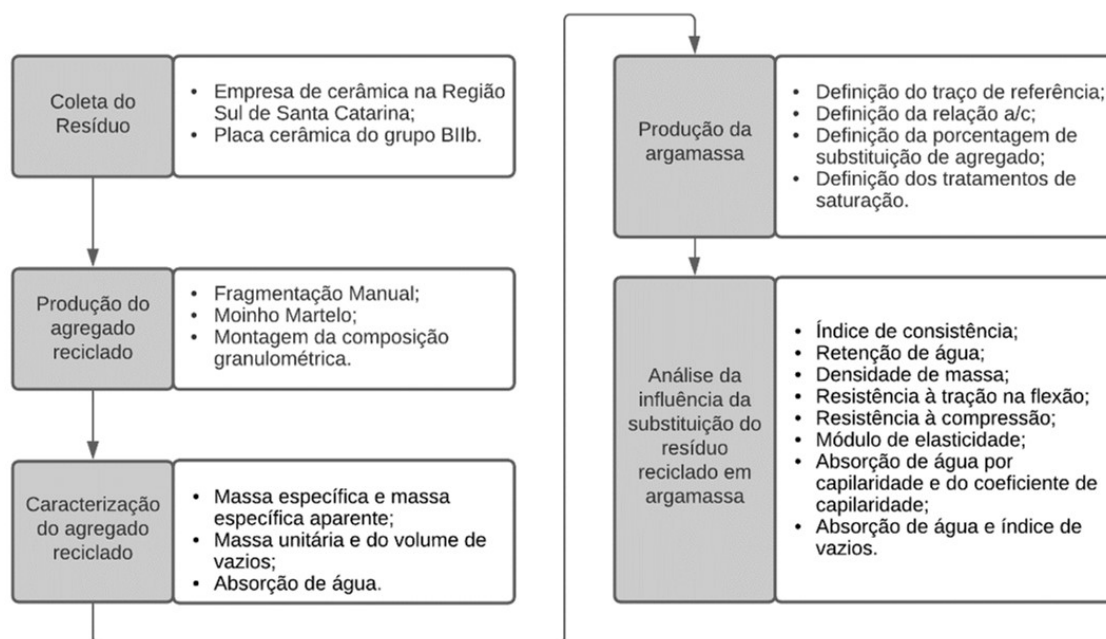 Coleta do
Resíduo
• Empresa de cerâmica na Região
Sul de Santa Catarina;
• Placa cerâmica do grupo BIIb.
Produção do
agregado
reciclado
• Fragmentação Manual;
• Moinho Martelo;
• Montagem da composição
granulométrica.
Caracterização
do agregado
reciclado
• Massa específica e massa
específica aparente;
• Massa unitária e do volume de
vazios;
• Absorção de água.
Produção da
argamassa
• Definição do traço de referência;
• Definição da relação a/c;
• Definição da porcentagem de
substituição de agregado;
• Definição dos tratamentos de
saturação.
Análise da
influência da
substituição do
resíduo
reciclado em
argamassa
• Índice de consistência;
• Retenção de água;
• Densidade de massa;
• Resistência à tração na flexão;
• Resistência à compressão;
• Módulo de elasticidade;
• Absorção de água por
capilaridade e do coeficiente de
capilaridade;
• Absorção de água e índice de
vazios.